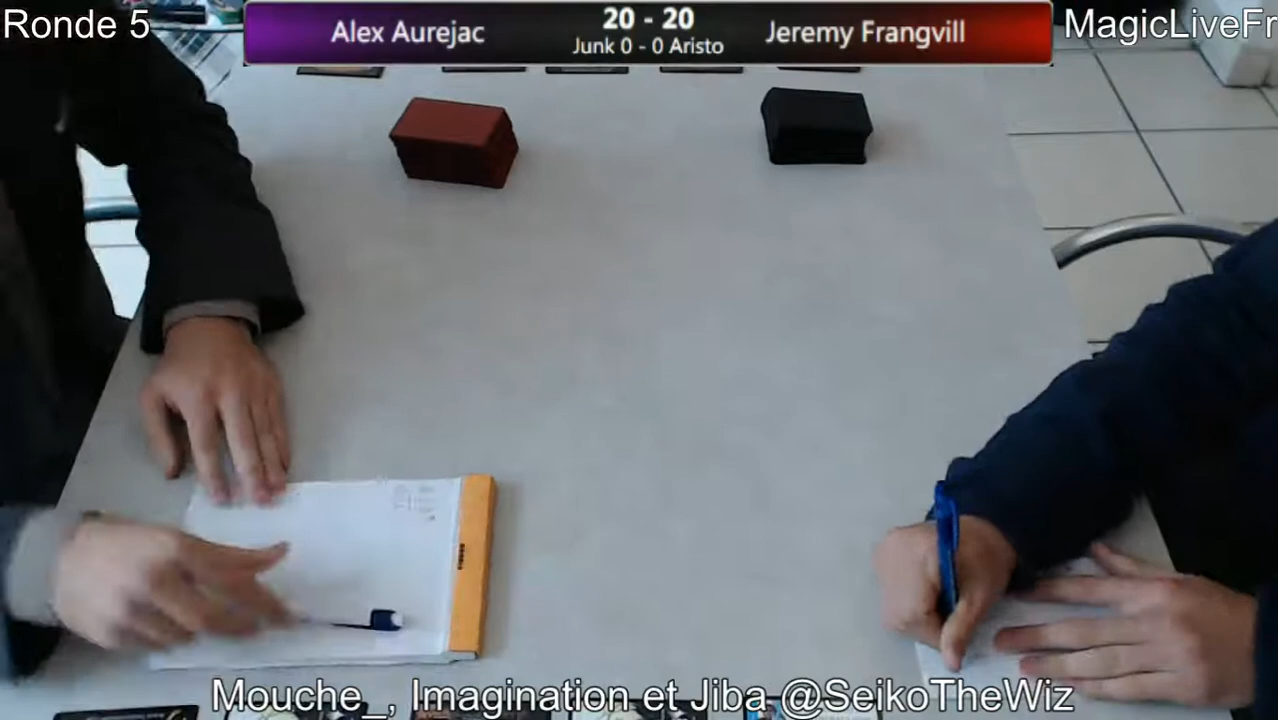 Ronde 5
Alex Aurejac
20 - 20
Junk 0 - 0 Aristo
Jeremy Frangvill
MagicLiveFr
Mouche_, Imagination et Jiba @SeikoTheWiz